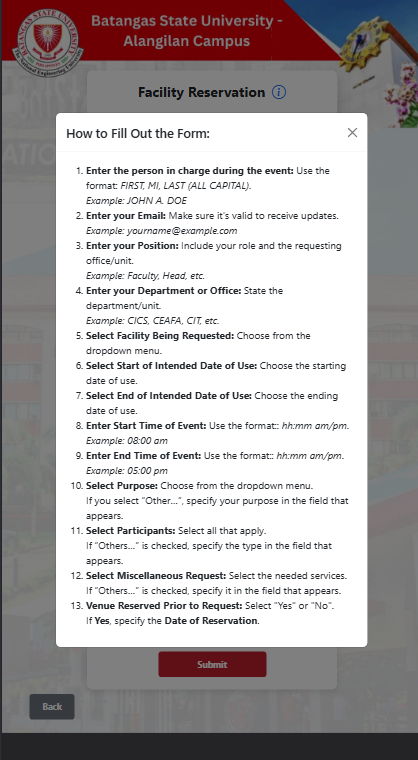 Batangas State University -
Alangilan Campus
Facility Reservation
How to Fill Out the Form:
1. Enter the person in charge during the event: Use the
format: FIRST, MI, LAST (ALL CAPITAL).
Example: JOHN A. DOE
2. Enter your Email: Make sure it's valid to receive updates.
Example: yourname@example.com
3. Enter your Position: Include your role and the requesting
office/unit.
Example: Faculty, Head, etc.
4. Enter your Department or Office: State the
department/unit.
Example: CICS, CEAFA, CIT, etc.
5. Select Facility Being Requested: Choose from the
dropdown menu.
6. Select Start of Intended Date of Use: Choose the starting
date of use.
7. Select End of Intended Date of Use: Choose the ending
date of use.
8. Enter Start Time of Event: Use the format:: hh:mm am/pm.
Example: 08:00 am
9. Enter End Time of Event: Use the format:: hh:mm am/pm.
Example: 05:00 pm
10. Select Purpose: Choose from the dropdown menu.
If you select "Other...", specify your purpose in the field that
appears.
11. Select Participants: Select all that apply.
If "Others..." is checked, specify the type in the field that
appears.
12. Select Miscellaneous Request: Select the needed services.
If "Others..." is checked, specify it in the field that appears.
13. Venue Reserved Prior to Request: Select "Yes" or "No".
If Yes, specify the Date of Reservation.
Submit
Back